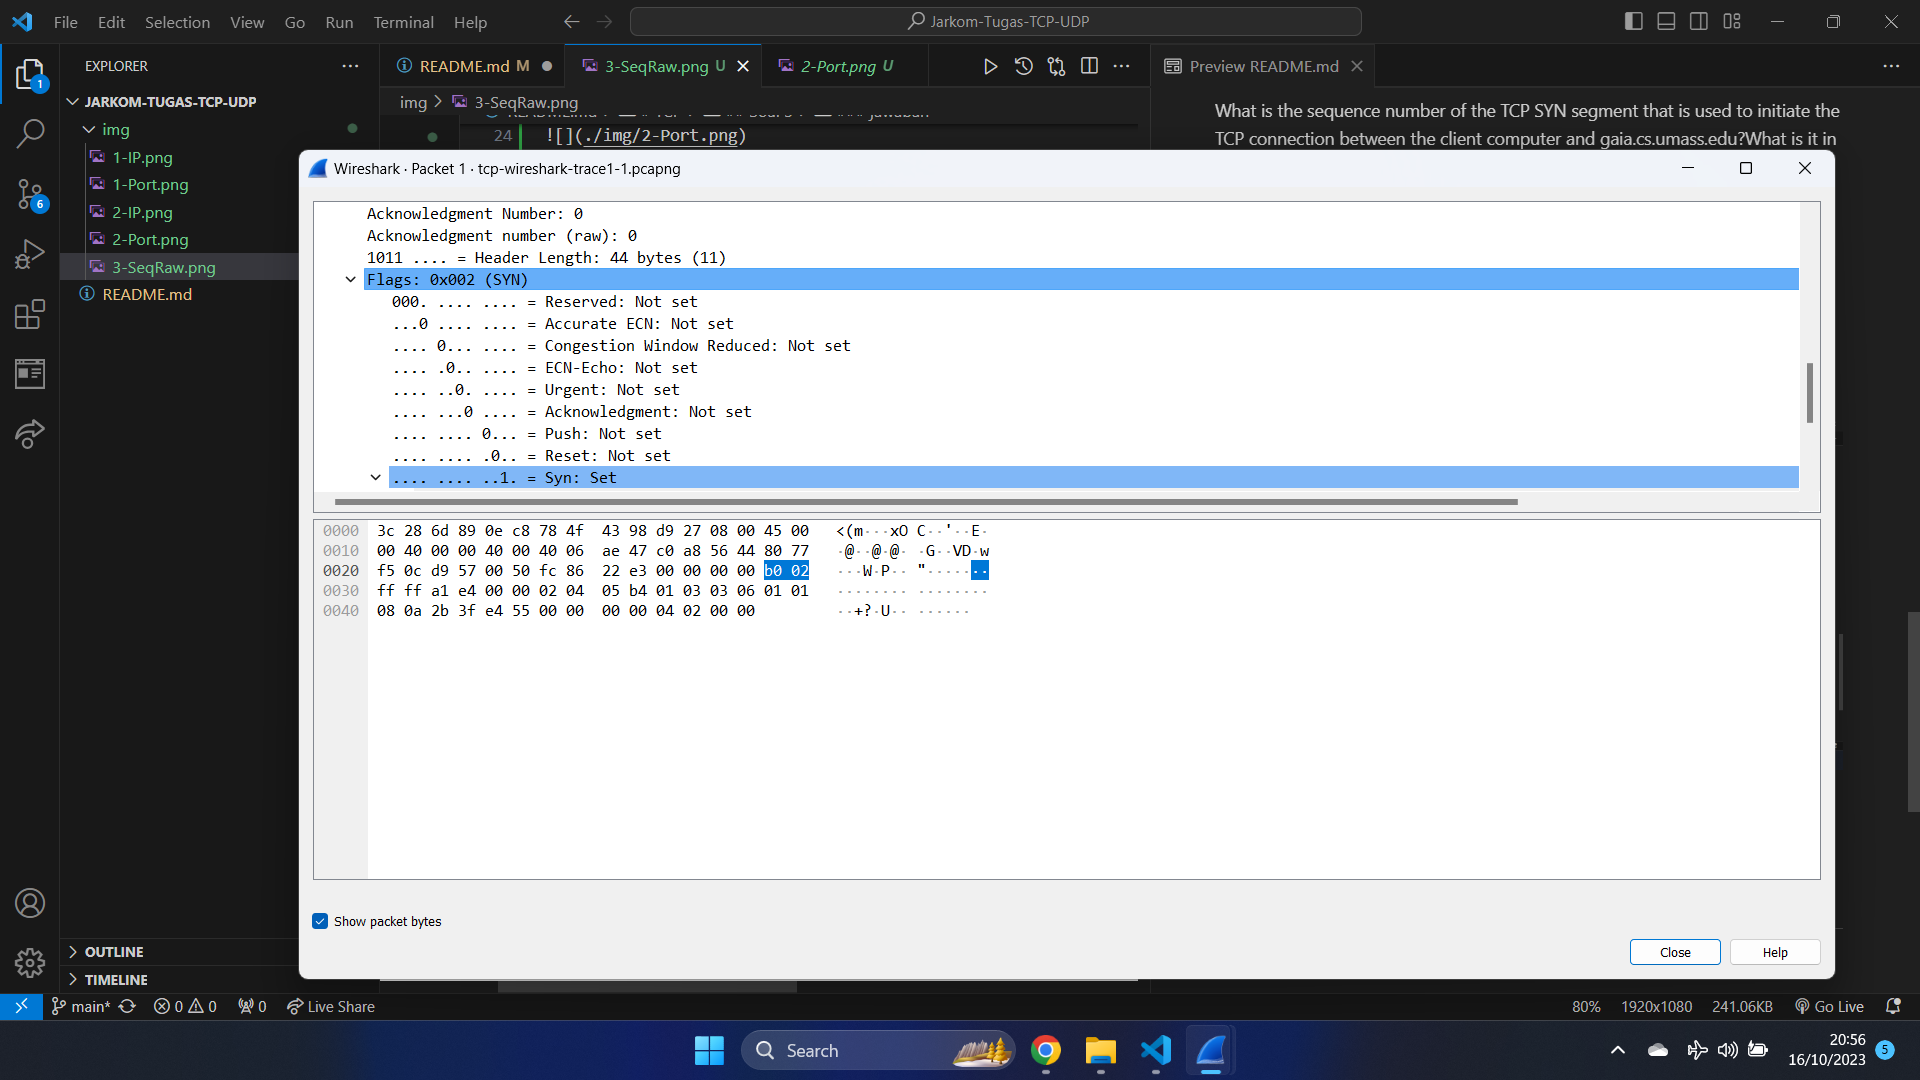 File Edit Selection View Go Run Terminal Help
Jarkom-Tugas-TCP-UDP
EXPLORER
README.md M
3-SeqRaw.png U
2-Port.png U
Preview README.md
JARKOM-TUGAS-TCP-UDP
img
1-IP.png
1-Port.png
2-IP.png
2-Port.png
3-SeqRaw.png
README.md
img > 3-SeqRaw.png
24 ![](./img/2-Port.png)
What is the sequence number of the TCP SYN segment that is used to initiate the
TCP connection between the client computer and gaia.cs.umass.edu?What is it in
Wireshark · Packet 1 · tcp-wireshark-trace1-1.pcapng
Acknowledgment Number: 0
Acknowledgment number (raw): 0
1011 .... = Header Length: 44 bytes (11)
Flags: 0x002 (SYN)
000. .... .... = Reserved: Not set
...0 .... .... = Accurate ECN: Not set
.... 0... .... = Congestion Window Reduced: Not set
.... .0.. .... = ECN-Echo: Not set
.... ..0. .... = Urgent: Not set
.... ...0 .... = Acknowledgment: Not set
.... .... 0... = Push: Not set
.... .... .0.. = Reset: Not set
.... .... ..1. = Syn: Set
0000 3c 28 6d 89 0e c8 78 4f 43 98 d9 27 08 00 45 00 <(m···xO C··'··E·
0010 00 40 00 00 40 00 40 06 ae 47 c0 a8 56 44 80 77 ·@··@·@· ·G··VD·w
0020 f5 0c d9 57 00 50 fc 86 22 e3 00 00 00 00 b0 02 ···W·P·· "·······
0030 ff ff a1 e4 00 00 02 04 05 b4 01 03 03 06 01 01 ········ ········
0040 08 0a 2b 3f e4 55 00 00 00 00 04 02 00 00 ··+?·U·· ······
Show packet bytes
Close
Help
OUTLINE
TIMELINE
main* 0 0 0 Live Share
80% 1920x1080 241.06KB Go Live
Search
20:56
16/10/2023
5
1
6